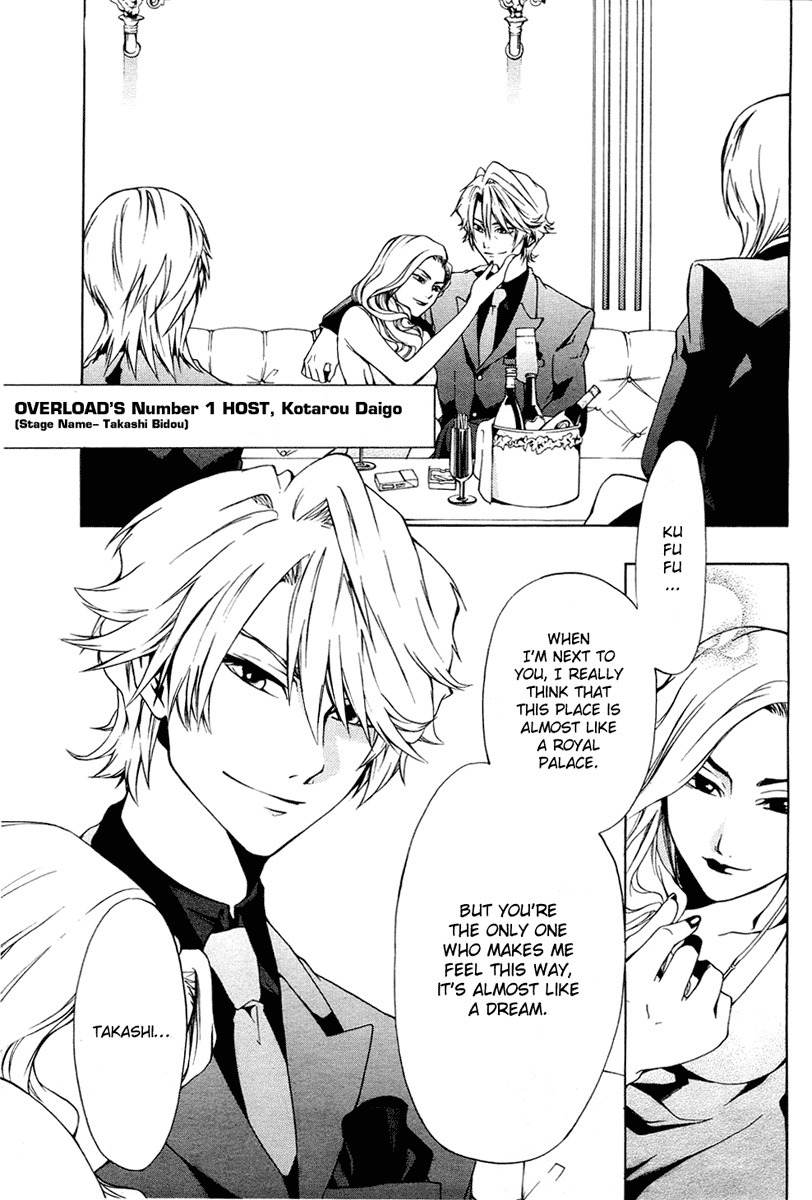 OVERLOAD'S Number 1 HOST, Kotarou Daigo
(Stage Name- Takashi Bidou)
KU
FU
FU
...
WHEN
I'M NEXT TO
YOU, I REALLY
THINK THAT
THIS PLACE IS
ALMOST LIKE
A ROYAL
PALACE.
BUT YOU'RE
THE ONLY ONE
WHO MAKES ME
FEEL THIS WAY,
IT'S ALMOST LIKE
A DREAM.
TAKASHI...